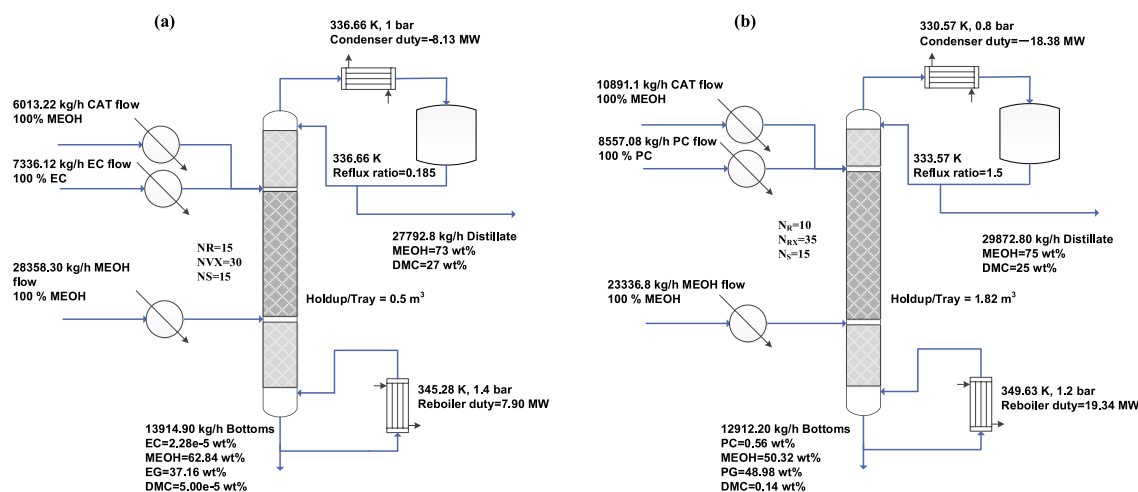 (a)
336.66 K, 1 bar
Condenser duty=-8.13 MW
6013.22 kg/h CAT flow
100% MEOH
7336.12 kg/h EC flow
100 % EC
336.66 K
Reflux ratio=0.185
27792.8 kg/h Distillate
MEOH=73 wt%
DMC=27 wt%
NR=15
NVX=30
NS=15
28358.30 kg/h MEOH
flow
100 % MEOH
Holdup/Tray = 0.5 m³
345.28 K, 1.4 bar
Reboiler duty=7.90 MW
13914.90 kg/h Bottoms
EC=2.28e-5 wt%
MEOH=62.84 wt%
EG=37.16 wt%
DMC=5.00e-5 wt%
(b)
330.57 K, 0.8 bar
Condenser duty=−18.38 MW
10891.1 kg/h CAT flow
100% MEOH
8557.08 kg/h PC flow
100 % PC
333.57 K
Reflux ratio=1.5
29872.80 kg/h Distillate
MEOH=75 wt%
DMC=25 wt%
N_R=10
N_RX=35
N_S=15
23336.8 kg/h MEOH flow
100 % MEOH
Holdup/Tray = 1.82 m³
349.63 K, 1.2 bar
Reboiler duty=19.34 MW
12912.20 kg/h Bottoms
PC=0.56 wt%
MEOH=50.32 wt%
PG=48.98 wt%
DMC=0.14 wt%